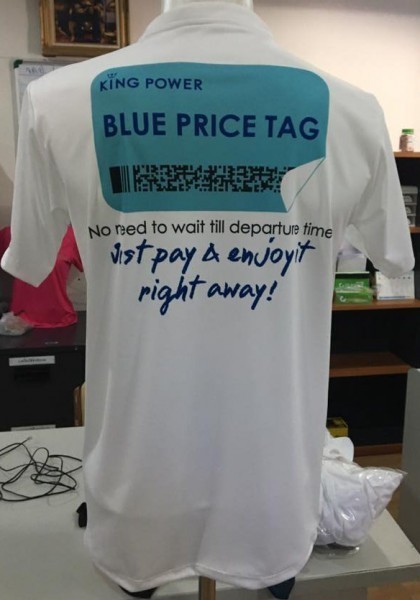 KING POWER
BLUE PRICE TAG
No need to wait till departure time
Just pay & enjoy it
right away!